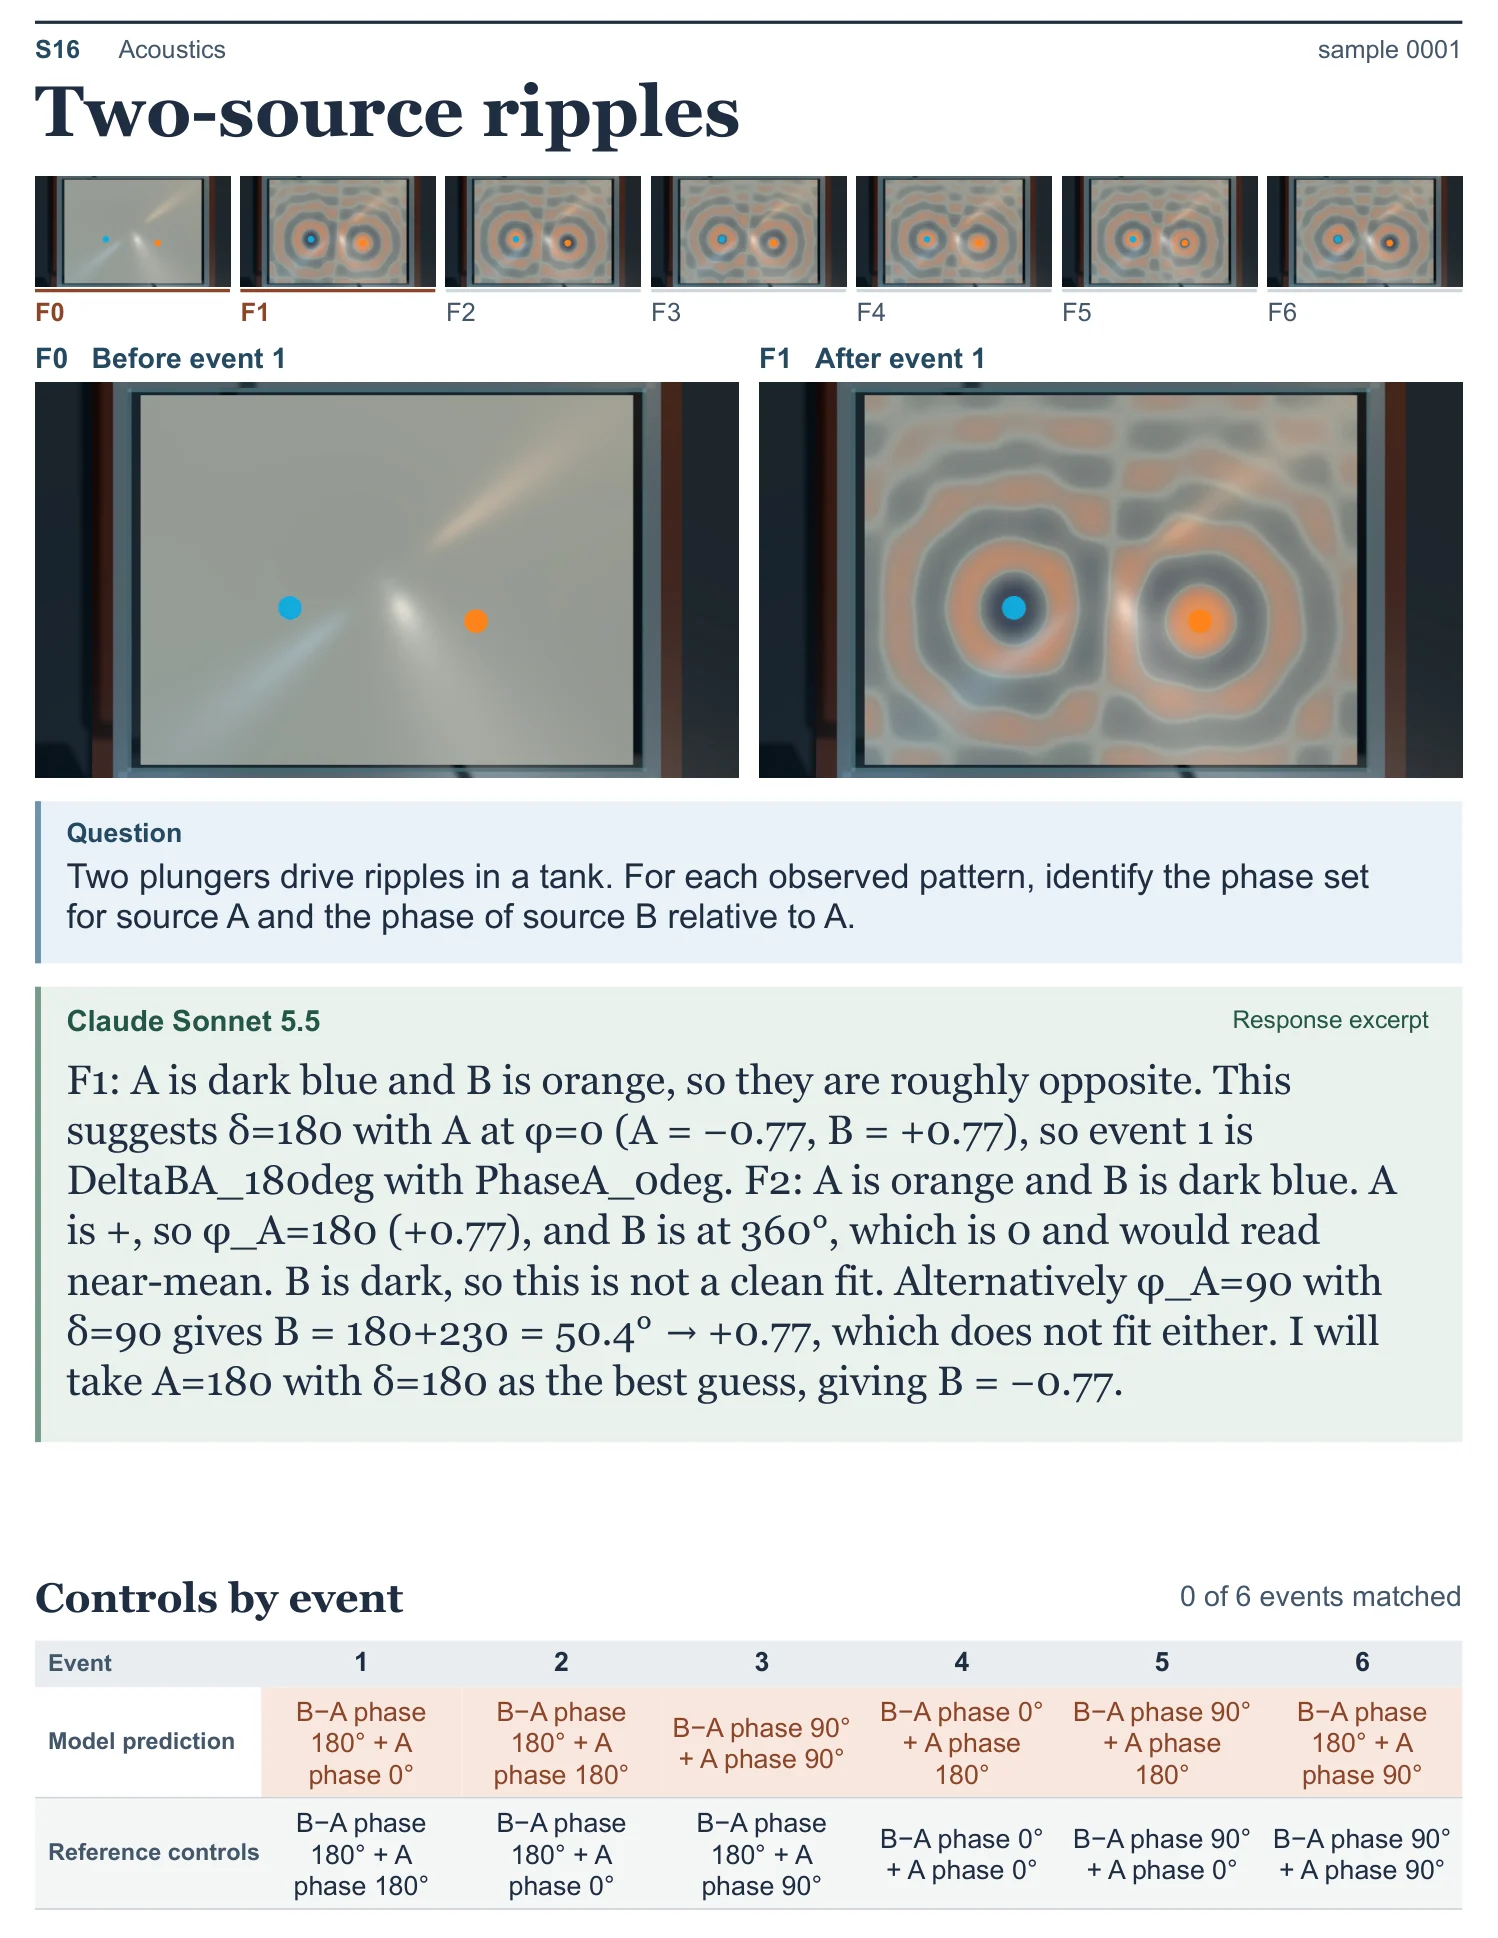 S16 Acoustics sample 0001
Two-source ripples
F0 F1 F2 F3 F4 F5 F6
F0 Before event 1
F1 After event 1
Question
Two plungers drive ripples in a tank. For each observed pattern, identify the phase set
for source A and the phase of source B relative to A.
Claude Sonnet 5.5 Response excerpt
F1: A is dark blue and B is orange, so they are roughly opposite. This
suggests δ=180 with A at φ=0 (A = −0.77, B = +0.77), so event 1 is
DeltaBA_180deg with PhaseA_0deg. F2: A is orange and B is dark blue. A
is +, so φ_A=180 (+0.77), and B is at 360°, which is 0 and would read
near-mean. B is dark, so this is not a clean fit. Alternatively φ_A=90 with
δ=90 gives B = 180+230 = 50.4° → +0.77, which does not fit either. I will
take A=180 with δ=180 as the best guess, giving B = −0.77.
Controls by event 0 of 6 events matched
Event 1 2 3 4 5 6
Model prediction
B−A phase
180° + A
phase 0°
B−A phase
180° + A
phase 180°
B−A phase 90°
+ A phase 90°
B−A phase 0°
+ A phase
180°
B−A phase 90°
+ A phase
180°
B−A phase
180° + A
phase 90°
Reference controls
B−A phase
180° + A
phase 180°
B−A phase
180° + A
phase 0°
B−A phase
180° + A
phase 90°
B−A phase 0°
+ A phase 0°
B−A phase 90°
+ A phase 0°
B−A phase 90°
+ A phase 90°